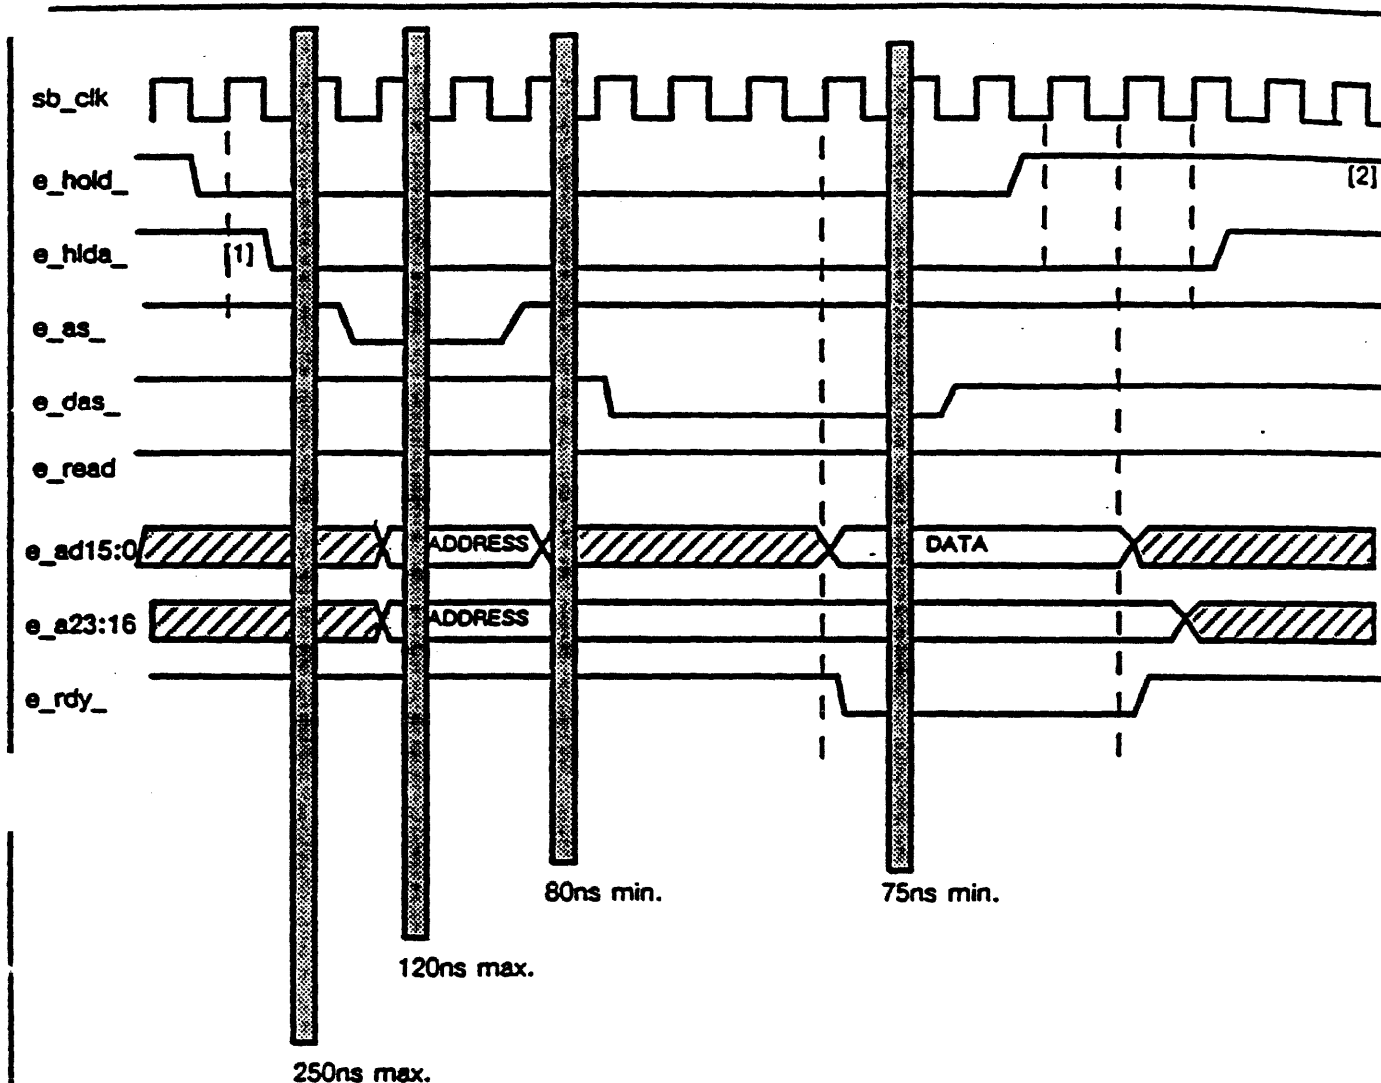 sb_clk
e_hold_
[2]
e_hlda_
[1]
e_as_
e_das_
e_read
e_ad15:0
ADDRESS
DATA
e_a23:16
ADDRESS
e_rdy_
80ns min.
75ns min.
120ns max.
250ns max.